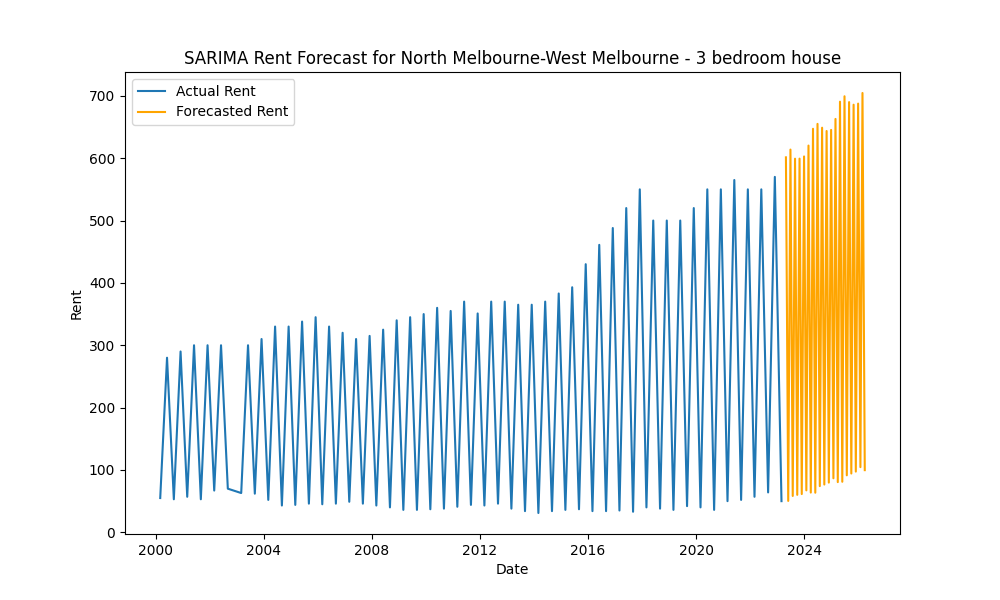 SARIMA Rent Forecast for North Melbourne-West Melbourne - 3 bedroom house
Actual Rent
Forecasted Rent
700
600
500
400
300
200
100
0
Rent
2000 2004 2008 2012 2016 2020 2024
Date